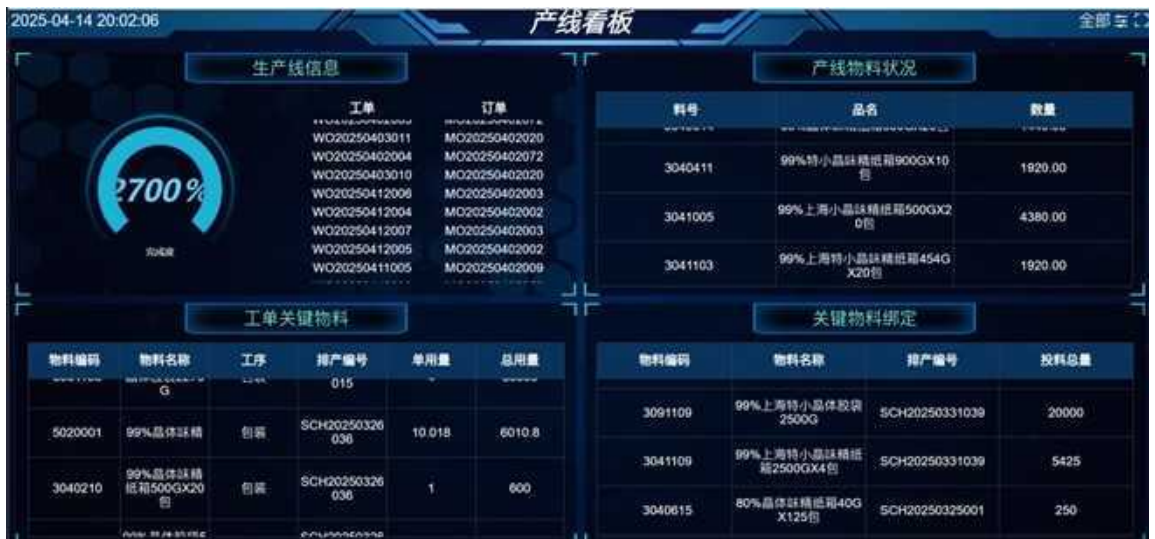 2025-04-14 20:02:06
产线看板
全部
生产线信息
2700%
完成度
工单 订单
WO20250403011 MO20250402020
WO20250402004 MO20250402072
WO20250403010 MO20250402020
WO20250412006 MO20250402003
WO20250412004 MO20250402002
WO20250412007 MO20250402003
WO20250412005 MO20250402002
WO20250411005 MO20250402009
产线物料状况
料号 品名 数量
3040411 99%特小晶味精纸箱900GX10 1920.00
包
3041005 99%上海小晶味精纸箱500GX2 4380.00
0包
3041103 99%上海特小晶味精纸箱454G 1920.00
X20包
工单关键物料
物料编码 物料名称 工序 排产编号 单用量 总用量
G 015
5020001 99%晶体味精 包装 SCH20250326 10.018 6010.8
036
3040210 99%晶体味精 包装 SCH20250326 1 600
纸箱500GX20 036
包
关键物料绑定
物料编码 物料名称 排产编号 投料总量
3091109 99%上海特小晶体胶袋 SCH20250331039 20000
2500G
3041109 99%上海特小晶味精纸 SCH20250331039 5425
箱2500GX4包
3040615 80%晶体味精纸箱40G SCH20250325001 250
X125包